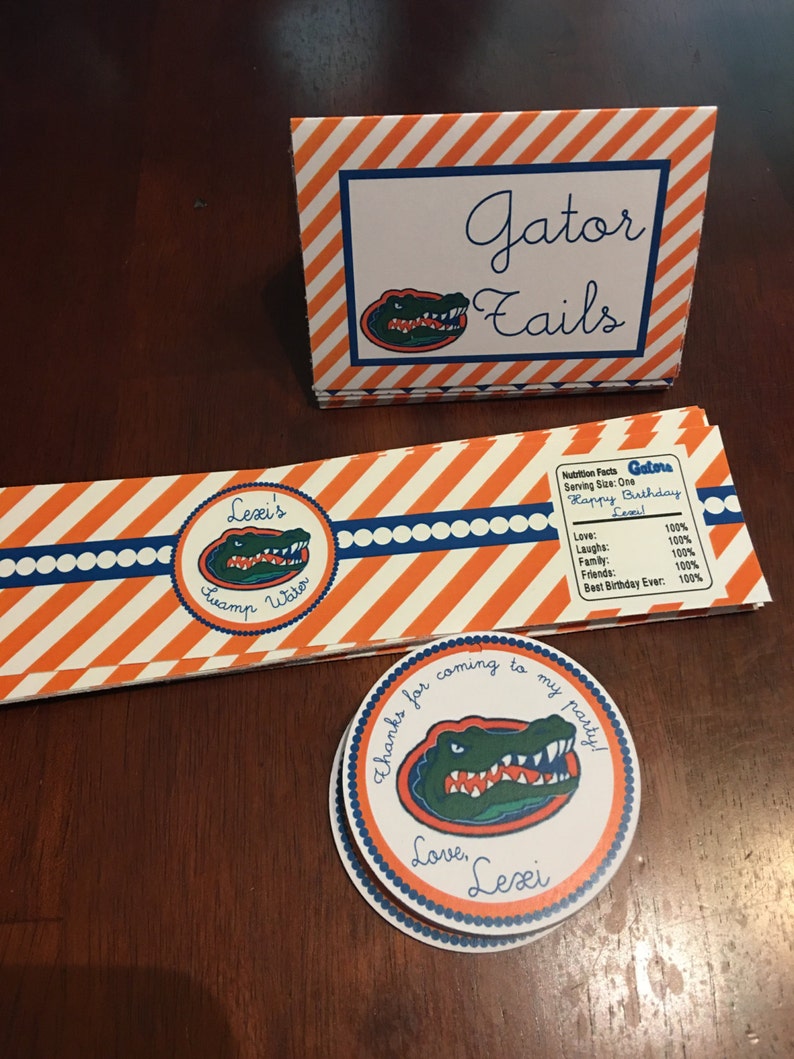 Gator
Tails
Lexi's
Swamp Water
Nutrition Facts Gators
Serving Size: One
Happy Birthday
Lexi!
Love: 100%
Laughs: 100%
Family: 100%
Friends: 100%
Best Birthday Ever: 100%
Thanks for coming to my party!
Love,
Lexi